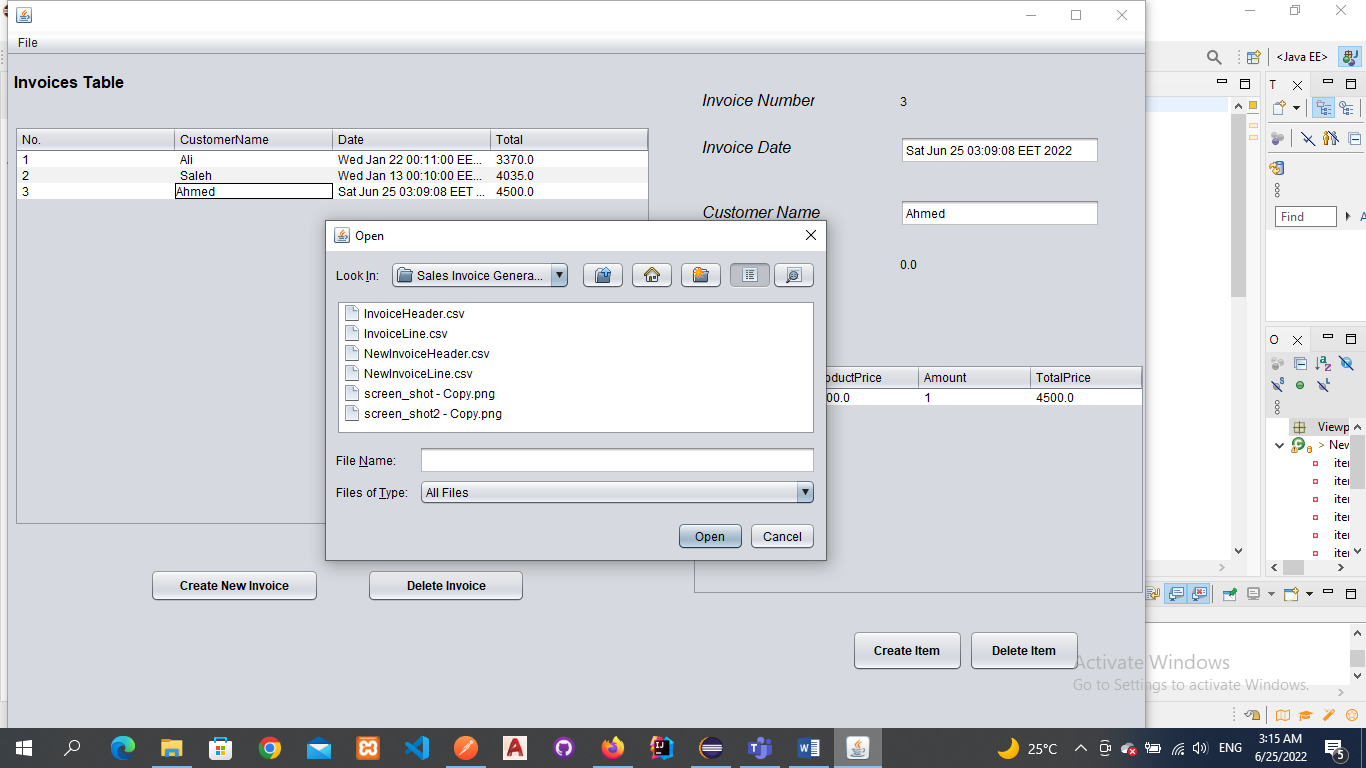 File
Invoices Table
No. CustomerName Date Total
1 Ali Wed Jan 22 00:11:00 EE... 3370.0
2 Saleh Wed Jan 13 00:10:00 EE... 4035.0
3 Ahmed Sat Jun 25 03:09:08 EET ... 4500.0
Create New Invoice Delete Invoice
Invoice Number 3
Invoice Date Sat Jun 25 03:09:08 EET 2022
Customer Name Ahmed
0.0
oductPrice Amount TotalPrice
00.0 1 4500.0
Create Item Delete Item
Open
Look In: Sales Invoice Genera...
InvoiceHeader.csv
InvoiceLine.csv
NewInvoiceHeader.csv
NewInvoiceLine.csv
screen_shot - Copy.png
screen_shot2 - Copy.png
File Name:
Files of Type: All Files
Open Cancel
<Java EE>
T
Find A
O
Viewp
> Nev
iter
iter
iter
iter
iter
iter
Activate Windows
Go to Settings to activate Windows.
25°C ENG 3:15 AM
6/25/2022
5